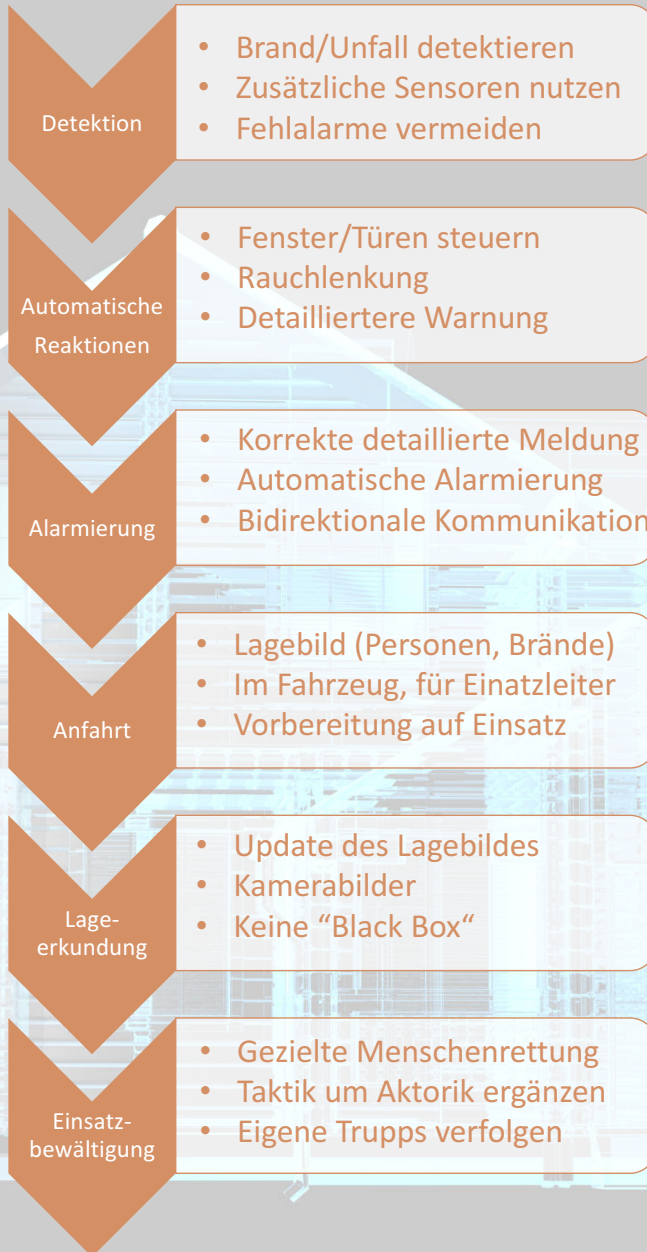 Detektion
• Brand/Unfall detektieren
• Zusätzliche Sensoren nutzen
• Fehlalarme vermeiden
Automatische
Reaktionen
• Fenster/Türen steuern
• Rauchlenkung
• Detailliertere Warnung
Alarmierung
• Korrekte detaillierte Meldung
• Automatische Alarmierung
• Bidirektionale Kommunikation
Anfahrt
• Lagebild (Personen, Brände)
• Im Fahrzeug, für Einatzleiter
• Vorbereitung auf Einsatz
Lage-
erkundung
• Update des Lagebildes
• Kamerabilder
• Keine “Black Box“
Einsatz-
bewältigung
• Gezielte Menschenrettung
• Taktik um Aktorik ergänzen
• Eigene Trupps verfolgen